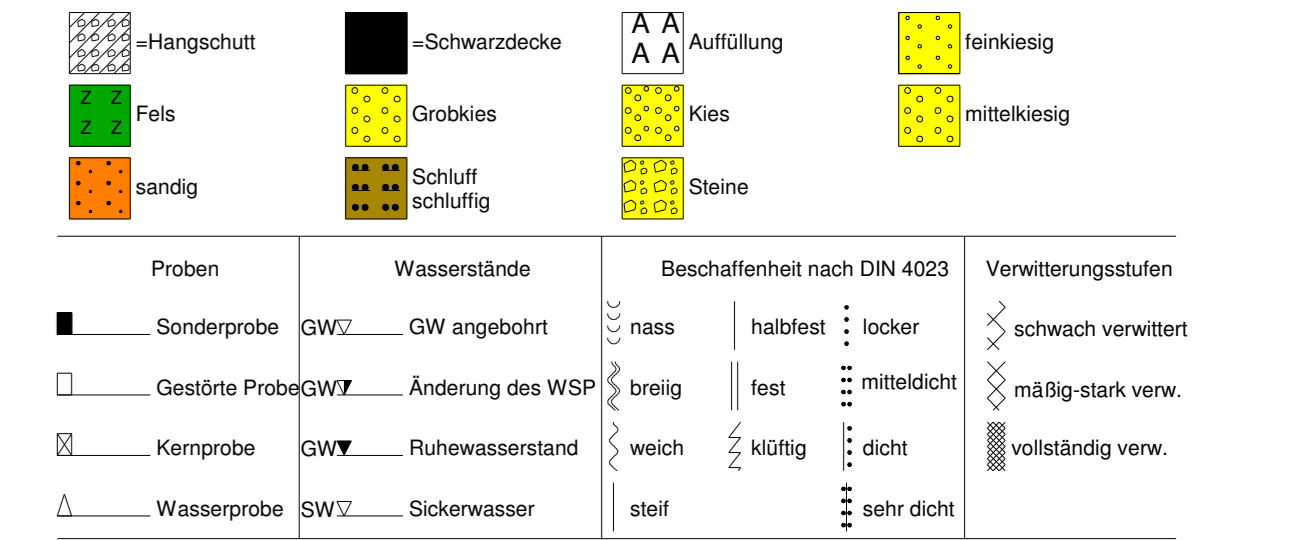 =Hangschutt
=Schwarzdecke
A A
A A
Auffüllung
feinkiesig
Z Z
Z Z
Fels
Grobkies
Kies
mittelkiesig
sandig
Schluff
schluffig
Steine
Proben
Sonderprobe
Gestörte Probe
Kernprobe
Wasserprobe
Wasserstände
GW GW angebohrt
GW Änderung des WSP
GW Ruhewasserstand
SW Sickerwasser
Beschaffenheit nach DIN 4023
nass halbfest locker
breiig fest mitteldicht
weich klüftig dicht
steif sehr dicht
Verwitterungsstufen
schwach verwittert
mäßig-stark verw.
vollständig verw.